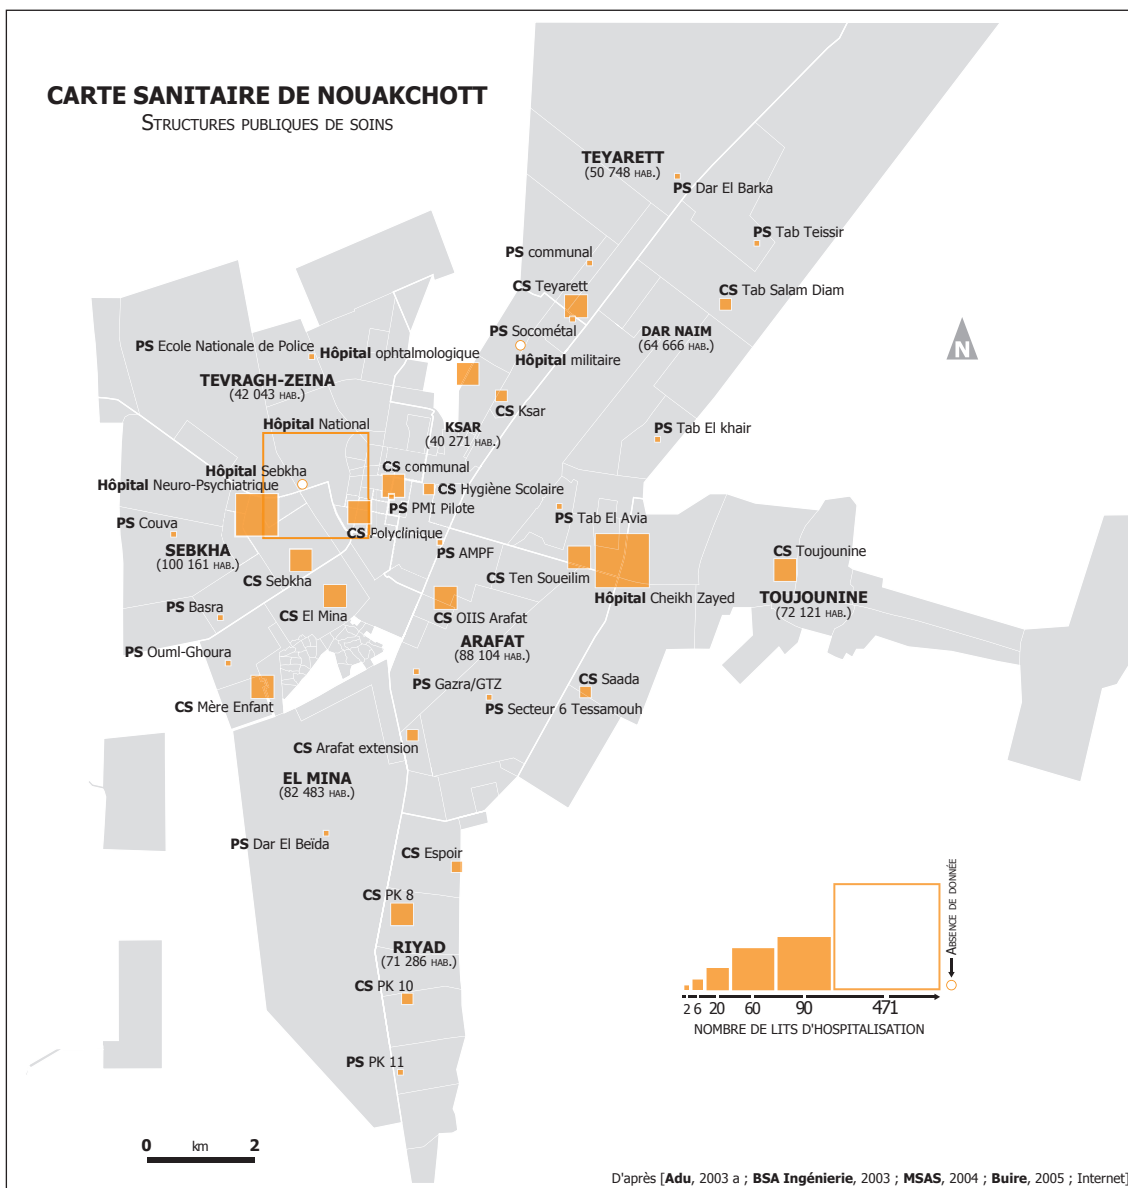 CARTE SANITAIRE DE NOUAKCHOTT
STRUCTURES PUBLIQUES DE SOINS
TEYARETT
(50 748 HAB.)
PS Dar El Barka
PS Tab Teissir
PS communal
CS Teyarett
CS Tab Salam Diam
PS Socométal
DAR NAIM
(64 666 HAB.)
Hôpital militaire
PS Ecole Nationale de Police
Hôpital ophtalmologique
N
TEVRAGH-ZEINA
(42 043 HAB.)
CS Ksar
Hôpital National
KSAR
(40 271 HAB.)
PS Tab El khair
Hôpital Sebkha
CS communal
Hôpital Neuro-Psychiatrique
CS Hygiène Scolaire
PS PMI Pilote
PS Tab El Avia
PS Couva
CS Polyclinique
SEBKHA
(100 161 HAB.)
PS AMPF
CS Toujounine
CS Sebkha
CS Ten Soueilim
Hôpital Cheikh Zayed
TOUJOUNINE
(72 121 HAB.)
PS Basra
CS El Mina
CS OIIS Arafat
ARAFAT
(88 104 HAB.)
PS Ouml-Ghoura
PS Gazra/GTZ
CS Saada
CS Mère Enfant
PS Secteur 6 Tessamouh
CS Arafat extension
EL MINA
(82 483 HAB.)
PS Dar El Beïda
CS Espoir
ABSENCE DE DONNÉE
CS PK 8
RIYAD
(71 286 HAB.)
CS PK 10
2 6 20 60 90 471
NOMBRE DE LITS D'HOSPITALISATION
PS PK 11
0 km 2
D'après [Adu, 2003 a ; BSA Ingénierie, 2003 ; MSAS, 2004 ; Buire, 2005 ; Internet]